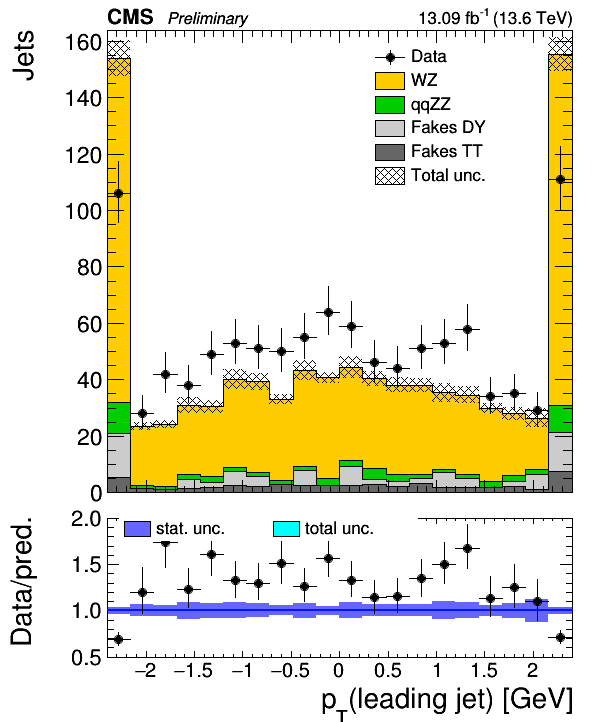 CMS Preliminary 13.09 fb⁻¹ (13.6 TeV)
Jets
160
140
120
100
80
60
40
20
0
Data
WZ
qqZZ
Fakes DY
Fakes TT
Total unc.
Data/pred.
2.0
1.5
1.0
0.5
stat. unc. total unc.
−2 −1.5 −1 −0.5 0 0.5 1 1.5 2
p_T(leading jet) [GeV]